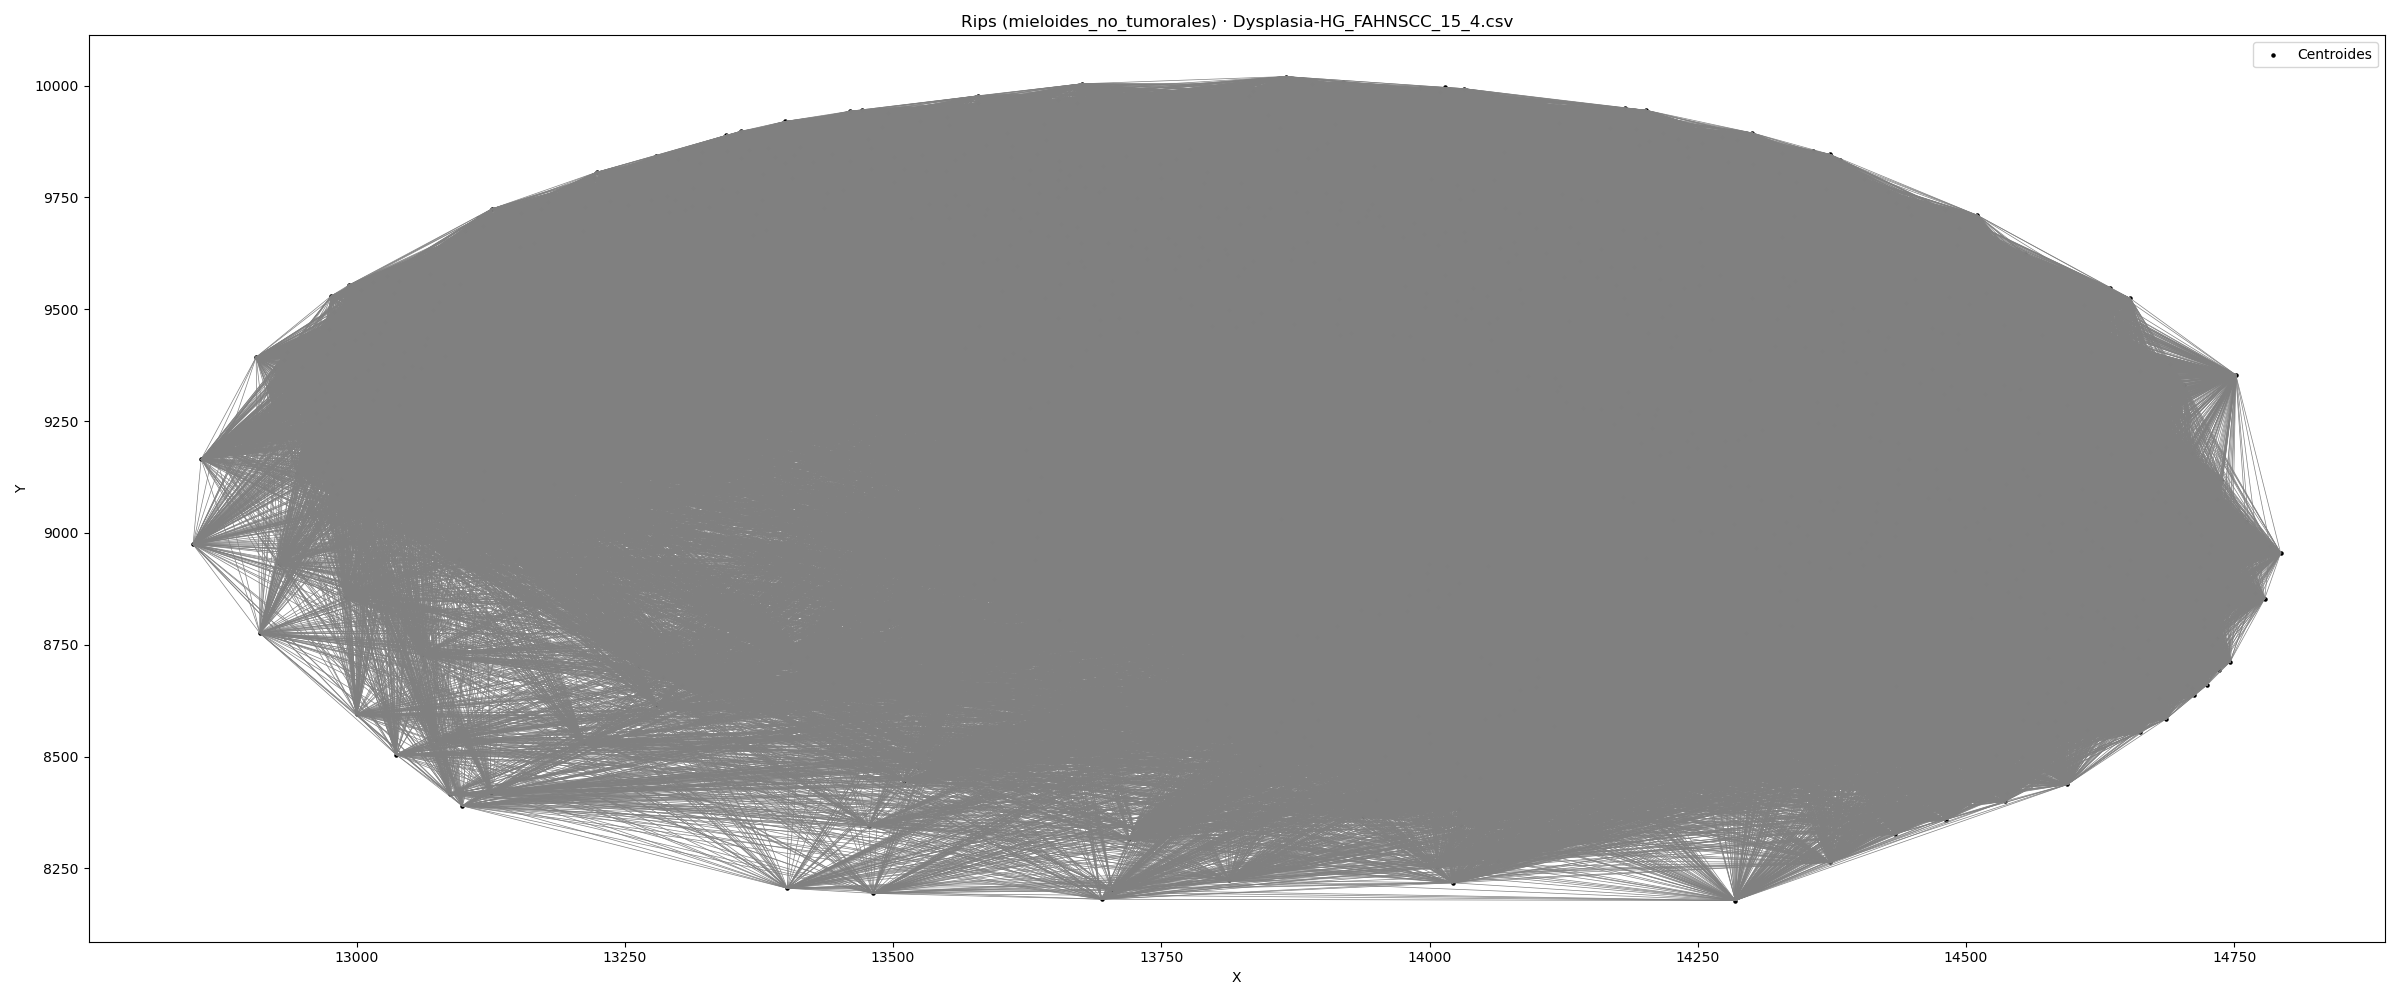 Rips (mieloides_no_tumorales) · Dysplasia-HG_FAHNSCC_15_4.csv
Centroides
10000
9750
9500
9250
9000
8750
8500
8250
Y
13000 13250 13500 13750 14000 14250 14500 14750
X